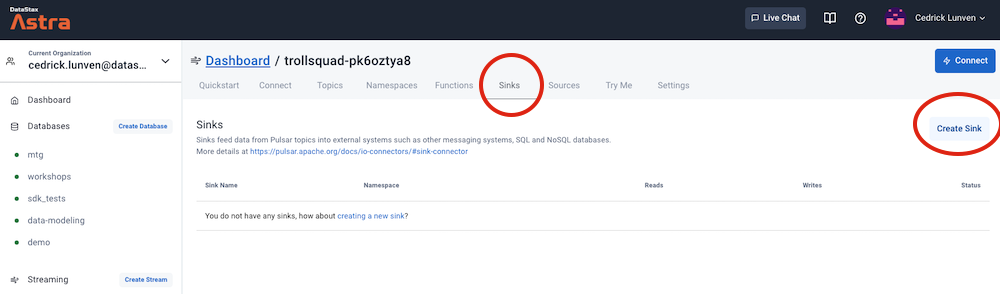 DataStax
Astra
Live Chat
Cedrick Lunven
Current Organization
cedrick.lunven@datas...
Dashboard
Databases
Create Database
mtg
workshops
sdk_tests
data-modeling
demo
Streaming
Create Stream
Dashboard / trollsquad-pk6oztya8
Connect
Quickstart Connect Topics Namespaces Functions Sinks Sources Try Me Settings
Sinks
Create Sink
Sinks feed data from Pulsar topics into external systems such as other messaging systems, SQL and NoSQL databases.
More details at https://pulsar.apache.org/docs/io-connectors/#sink-connector
Sink Name Namespace Reads Writes Status
You do not have any sinks, how about creating a new sink?